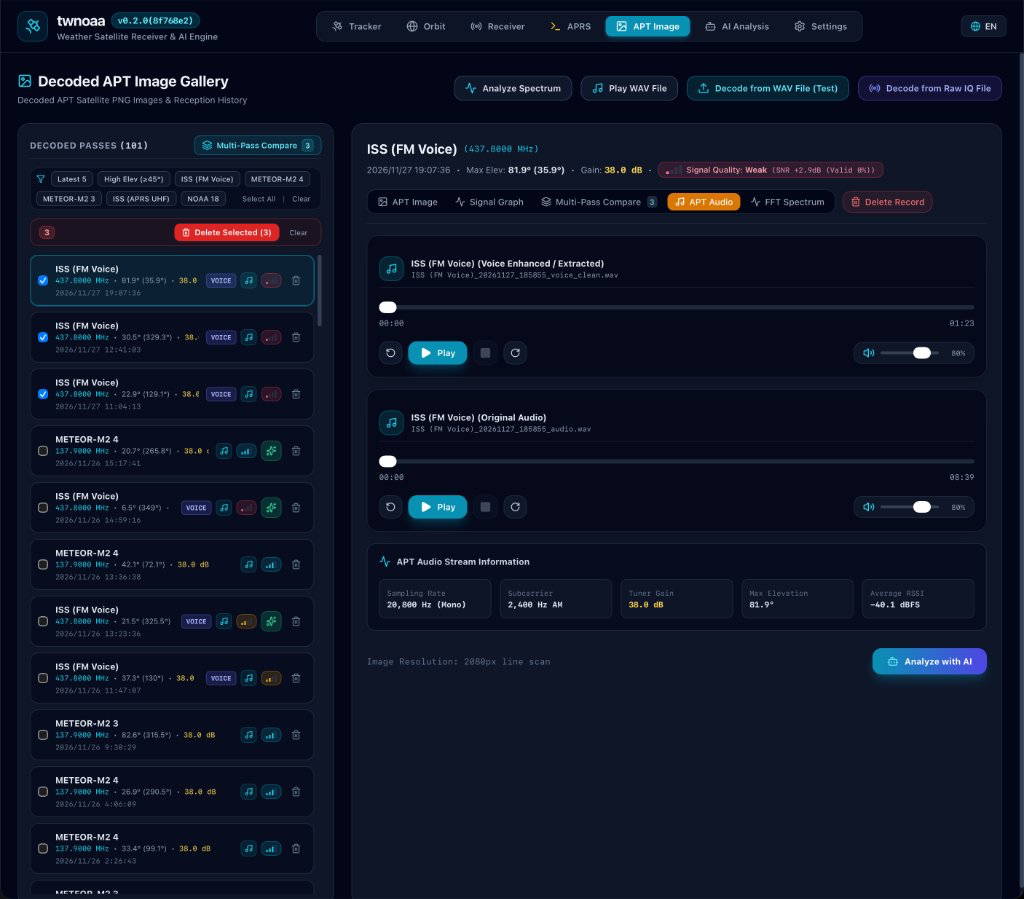 twnoaa v0.2.0(8f768e2)
Weather Satellite Receiver & AI Engine
Tracker Orbit Receiver APRS APT Image AI Analysis Settings
EN
Decoded APT Image Gallery
Decoded APT Satellite PNG Images & Reception History
Analyze Spectrum Play WAV File Decode from WAV File (Test) Decode from Raw IQ File
DECODED PASSES (101) Multi-Pass Compare 3
Latest 5 High Elev (≥45°) ISS (FM Voice) METEOR-M2 4
METEOR-M2 3 ISS (APRS UHF) NOAA 18 Select All | Clear
3 Delete Selected (3) Clear
ISS (FM Voice)
437.8000 MHz • 81.9° (35.9°) • 38.0 VOICE
2026/11/27 19:07:36
ISS (FM Voice)
437.8000 MHz • 30.5° (329.3°) • 38. VOICE
2026/11/27 12:41:03
ISS (FM Voice)
437.8000 MHz • 22.9° (129.1°) • 38.0 VOICE
2026/11/27 11:04:13
METEOR-M2 4
137.9000 MHz • 20.7° (265.8°) • 38.0
2026/11/26 15:17:41
ISS (FM Voice)
437.8000 MHz • 6.5° (349°) • VOICE
2026/11/26 14:59:16
METEOR-M2 4
137.9000 MHz • 42.1° (72.1°) • 38.0 dB
2026/11/26 13:36:38
ISS (FM Voice)
437.8000 MHz • 21.5° (325.5°) VOICE
2026/11/26 13:23:36
ISS (FM Voice)
437.8000 MHz • 37.3° (130°) • 38.0 VOICE
2026/11/26 11:47:07
METEOR-M2 3
137.9000 MHz • 82.6° (315.5°) • 38.0 dB
2026/11/26 9:30:29
METEOR-M2 4
137.9000 MHz • 26.9° (290.5°) • 38.0 dB
2026/11/26 4:06:09
METEOR-M2 4
137.9000 MHz • 33.4° (99.1°) • 38.0 dB
2026/11/26 2:26:43
METEOR-M2 3
ISS (FM Voice) (437.8000 MHz)
2026/11/27 19:07:36 • Max Elev: 81.9° (35.9°) • Gain: 38.0 dB • Signal Quality: Weak (SNR +2.9dB (Valid 0%))
APT Image Signal Graph Multi-Pass Compare 3 APT Audio FFT Spectrum Delete Record
ISS (FM Voice) (Voice Enhanced / Extracted)
ISS (FM Voice)_20261127_185855_voice_clean.wav
00:00 01:23
Play 80%
ISS (FM Voice) (Original Audio)
ISS (FM Voice)_20261127_185855_audio.wav
00:00 08:39
Play 80%
APT Audio Stream Information
Sampling Rate Subcarrier Tuner Gain Max Elevation Average RSSI
20,800 Hz (Mono) 2,400 Hz AM 38.0 dB 81.9° -40.1 dBFS
Image Resolution: 2080px line scan
Analyze with AI